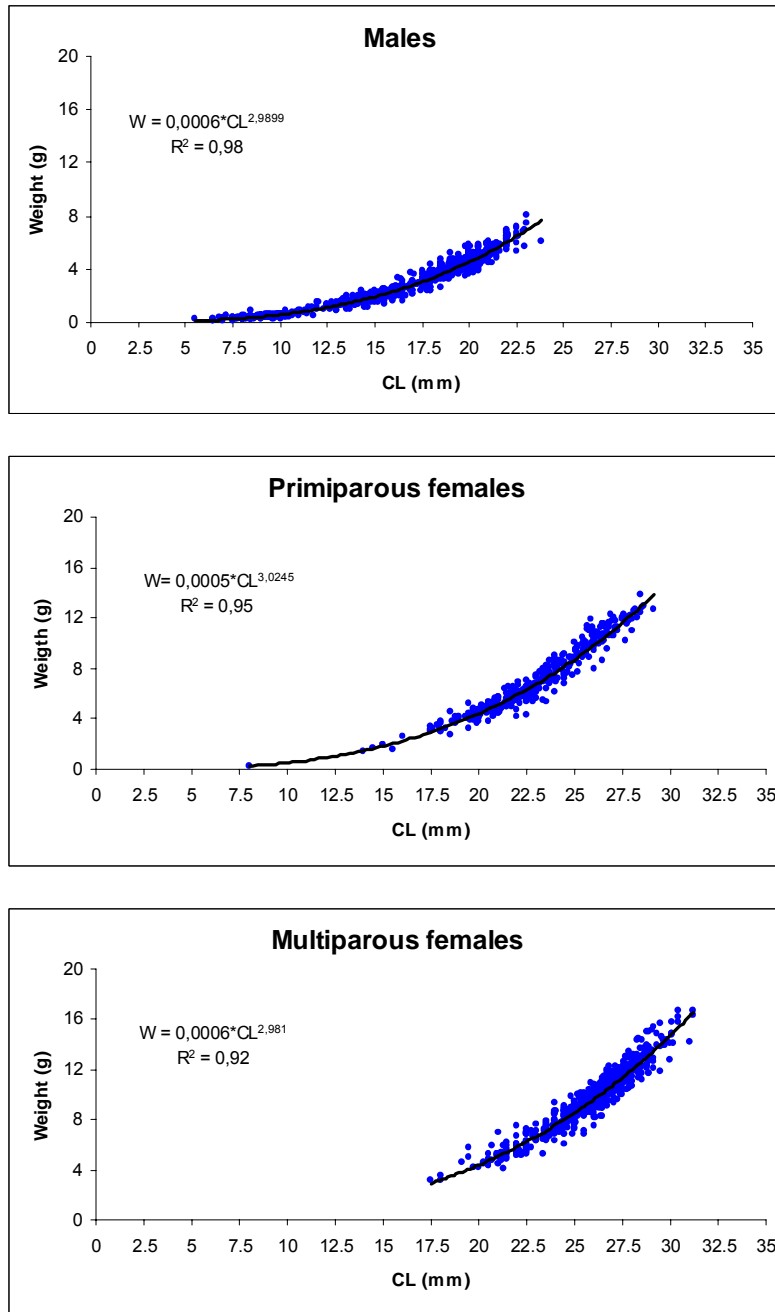 Males
20
16
12
8
4
0
Weight (g)
W = 0,0006*CL^2,9899
R² = 0,98
0 2.5 5 7.5 10 12.5 15 17.5 20 22.5 25 27.5 30 32.5 35
CL (mm)
Primiparous females
20
16
12
8
4
0
Weigth (g)
W= 0,0005*CL^3,0245
R² = 0,95
0 2.5 5 7.5 10 12.5 15 17.5 20 22.5 25 27.5 30 32.5 35
CL (mm)
Multiparous females
20
16
12
8
4
0
Weight (g)
W = 0,0006*CL^2,981
R² = 0,92
0 2.5 5 7.5 10 12.5 15 17.5 20 22.5 25 27.5 30 32.5 35
CL (mm)